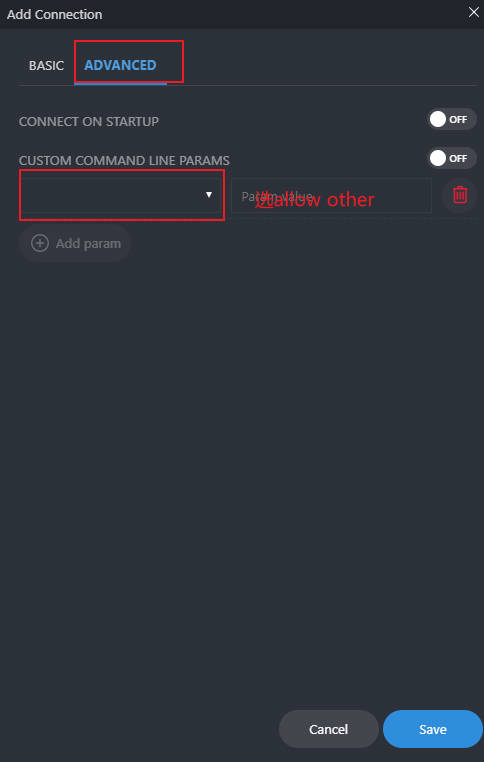 Add Connection
BASIC ADVANCED
CONNECT ON STARTUP OFF
CUSTOM COMMAND LINE PARAMS OFF
Param value
选allow other
Add param
Cancel Save